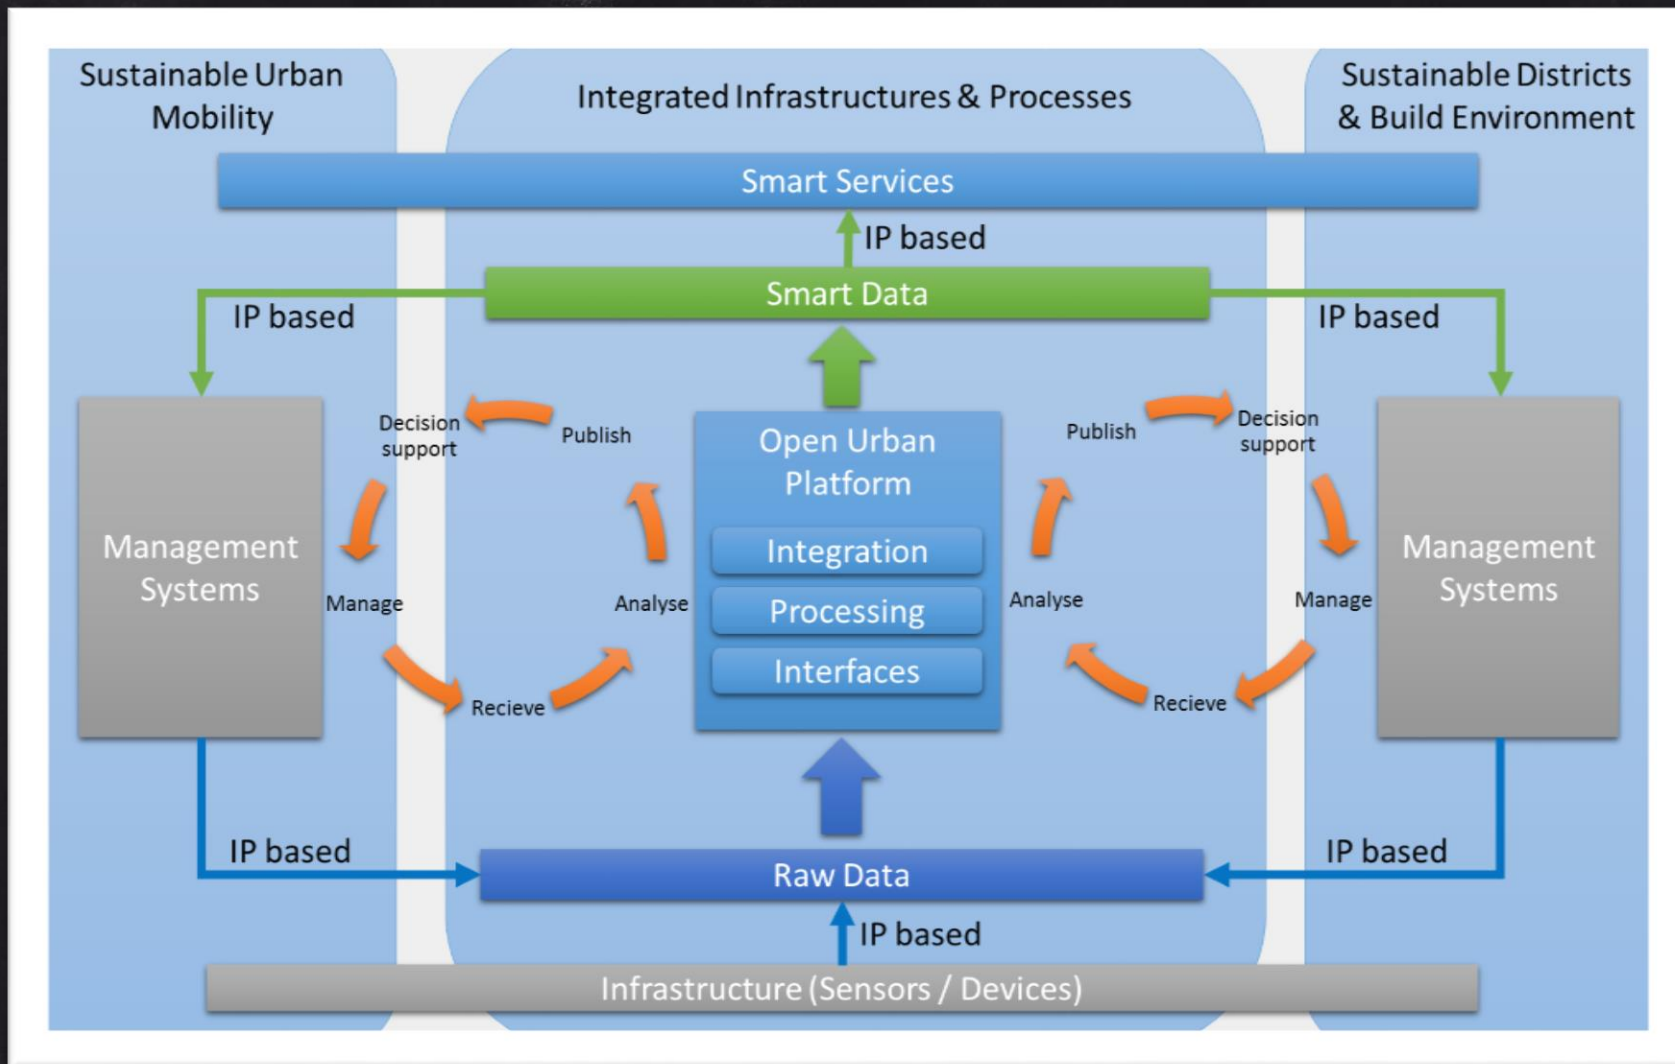 Sustainable Urban
Mobility
Integrated Infrastructures & Processes
Sustainable Districts
& Build Environment
Smart Services
IP based
Smart Data
IP based
IP based
Decision
support
Publish
Open Urban
Platform
Publish
Decision
support
Management
Systems
Integration
Management
Systems
Manage
Analyse
Processing
Analyse
Manage
Interfaces
Recieve
Recieve
IP based
Raw Data
IP based
IP based
Infrastructure (Sensors / Devices)